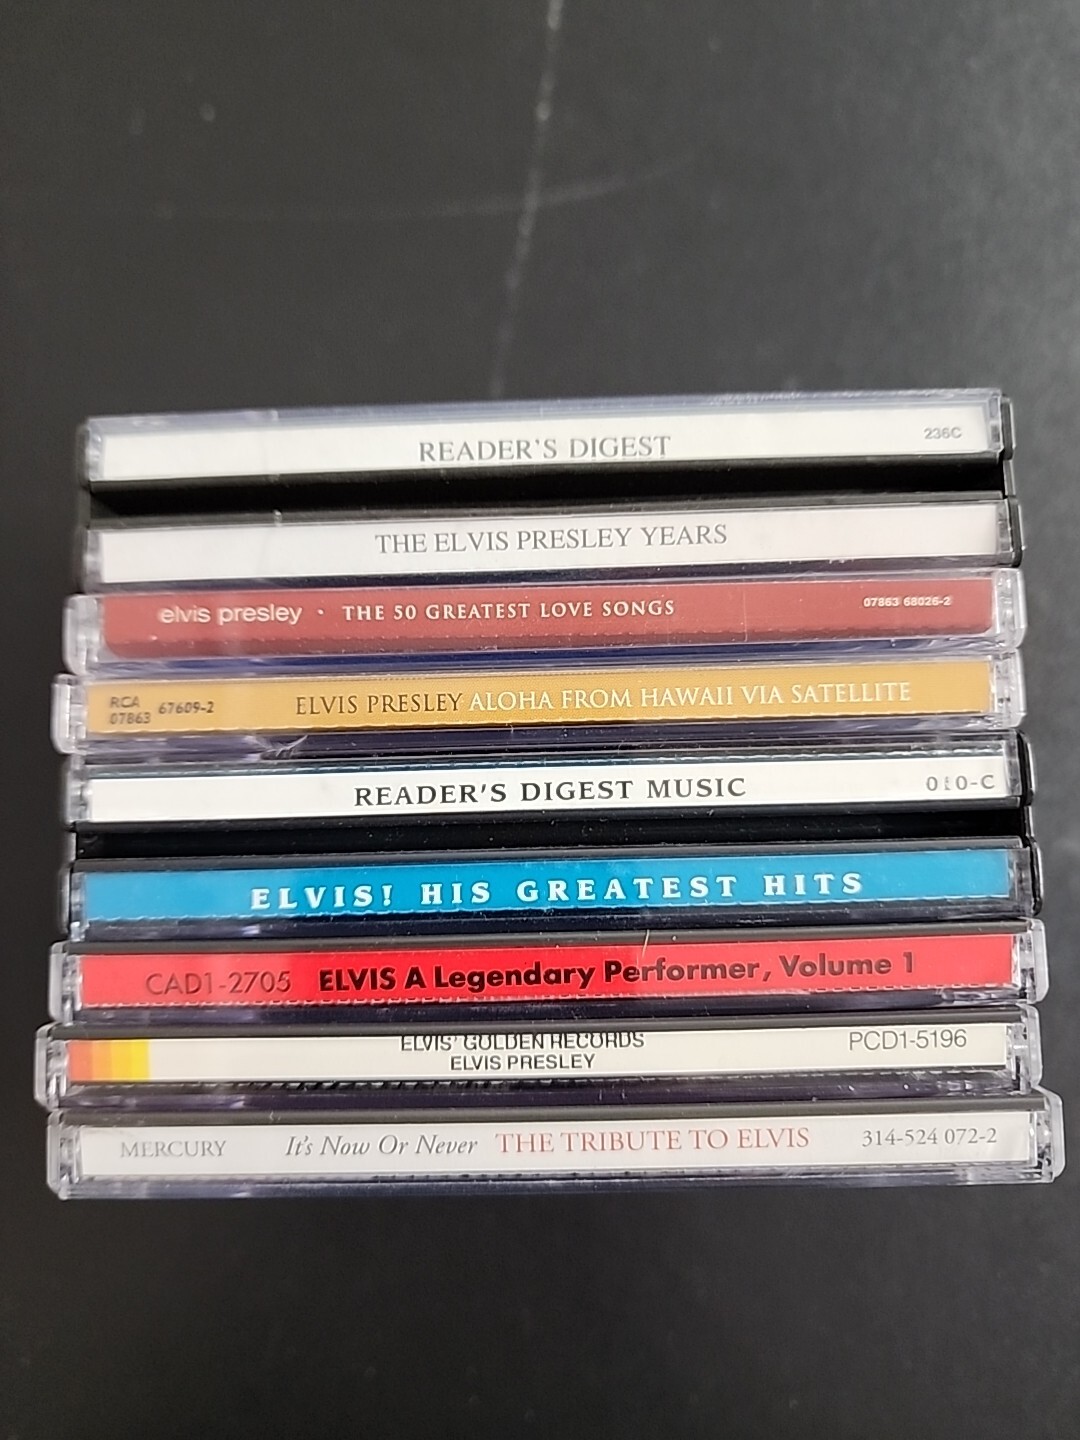 READER'S DIGEST 236C
THE ELVIS PRESLEY YEARS
elvis presley · THE 50 GREATEST LOVE SONGS 07863 68026-2
RCA
07863 67609-2 ELVIS PRESLEY ALOHA FROM HAWAII VIA SATELLITE
READER'S DIGEST MUSIC 010-C
ELVIS! HIS GREATEST HITS
CAD1-2705 ELVIS A Legendary Performer, Volume 1
ELVIS' GOLDEN RECORDS PCD1-5196
ELVIS PRESLEY
MERCURY It's Now Or Never THE TRIBUTE TO ELVIS 314-524 072-2